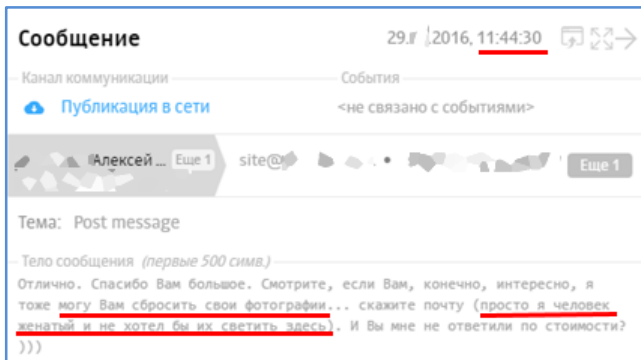 Сообщение
29. 2016, 11:44:30
Канал коммуникации
События
Публикация в сети
<не связано с событиями>
Алексей ... Еще 1
site@
Еще 1
Тема: Post message
Тело сообщения (первые 500 симв.)
Отлично. Спасибо Вам большое. Смотрите, если Вам, конечно, интересно, я
тоже могу Вам сбросить свои фотографии... скажите почту (просто я человек
женатый и не хотел бы их светить здесь). И Вы мне не ответили по стоимости?
)))